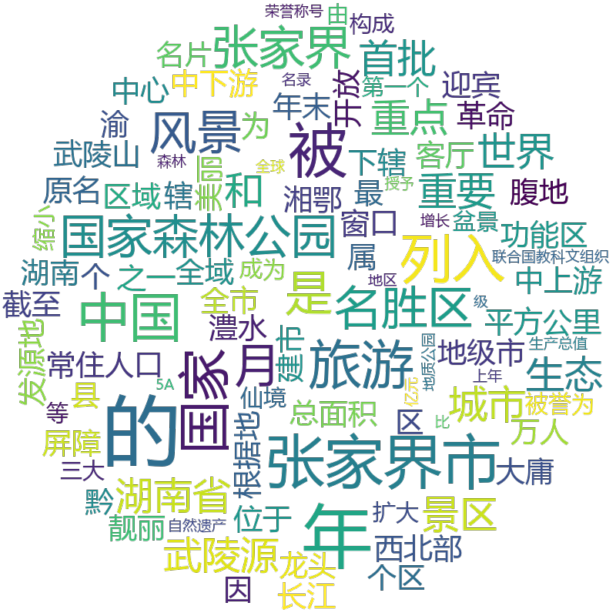 荣誉称号
由
构成
张家界
名片
首批
中下游
中心
名录
第一个
迎宾
年末
开放
重点
革命
渝
风景
为
被
武陵山
森林
全球
下辖
客厅
世界
授予
原名
区域
辖
美丽
和
湘鄂
最
重要
腹地
缩小
国家森林公园
窗口
增长
盆景
功能区
属
列入
联合国教科文组织
湖南
个
之一
全域
成为
地区
中上游
截至
中国
全市
是
名胜区
级
平方公里
发源地
澧水
建市
地质公园
生产总值
常住人口
国家
月
旅游
地级市
上年
生态
5A
仙境
亿元
等
县
的
总面积
区
城市
被誉为
屏障
根据地
张家界市
比
万人
三大
黔
湖南省
大庸
靓丽
位于
年
扩大
景区
自然遗产
武陵源
龙头
西北部
因
长江
个区